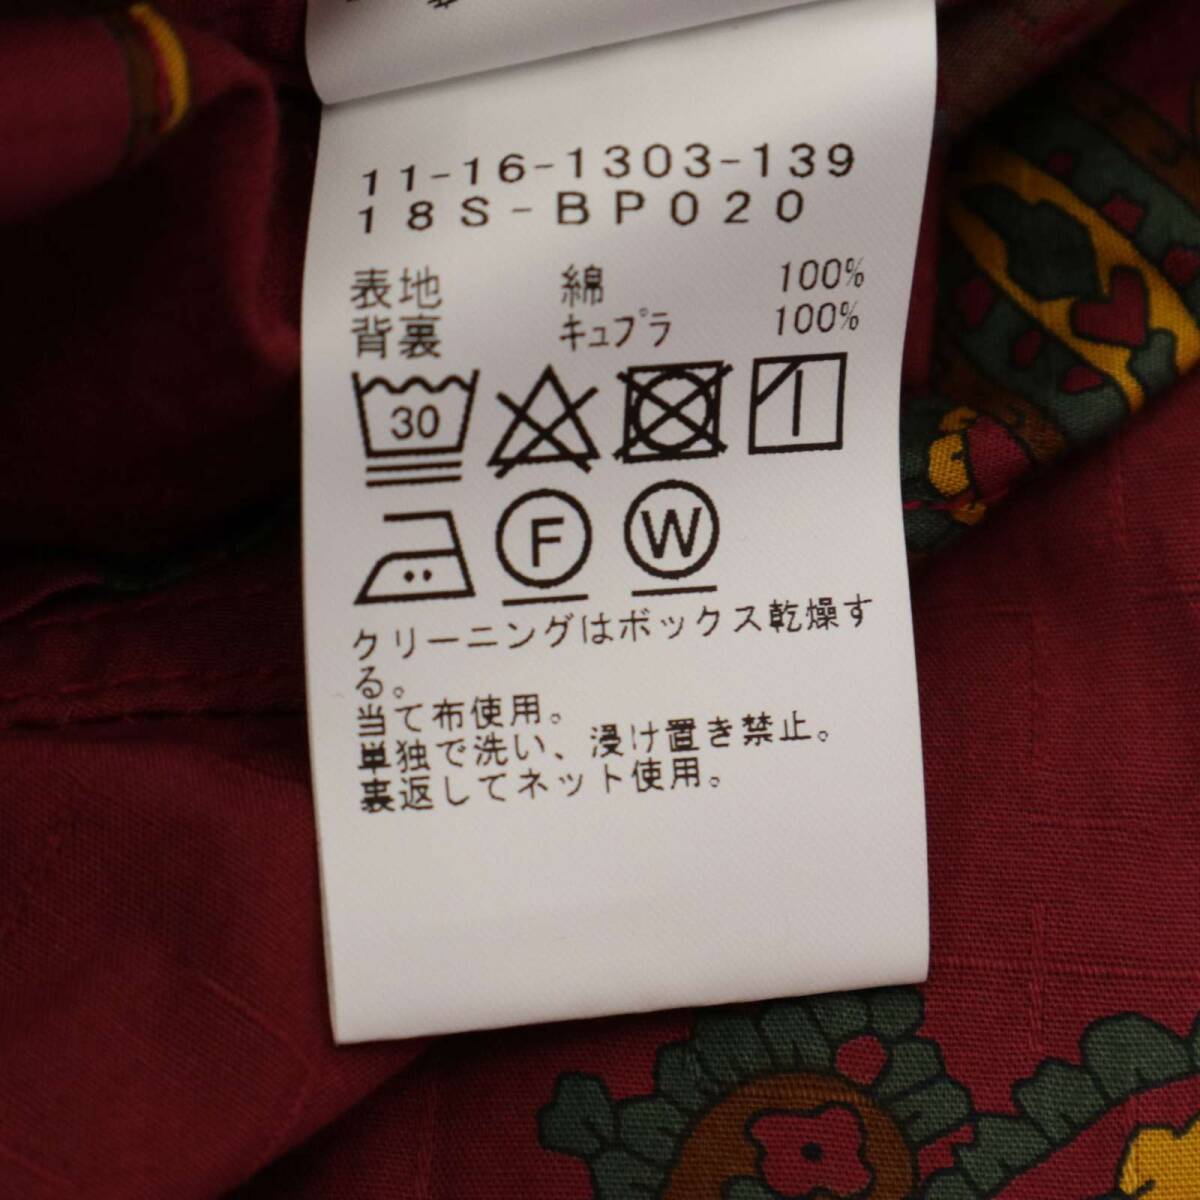 11-16-1303-139
18S-BP020
表地 綿 100%
背裏 キュプラ 100%
30
F W
クリーニングはボックス乾燥す
る。
当て布使用。
単独で洗い、浸け置き禁止。
裏返してネット使用。